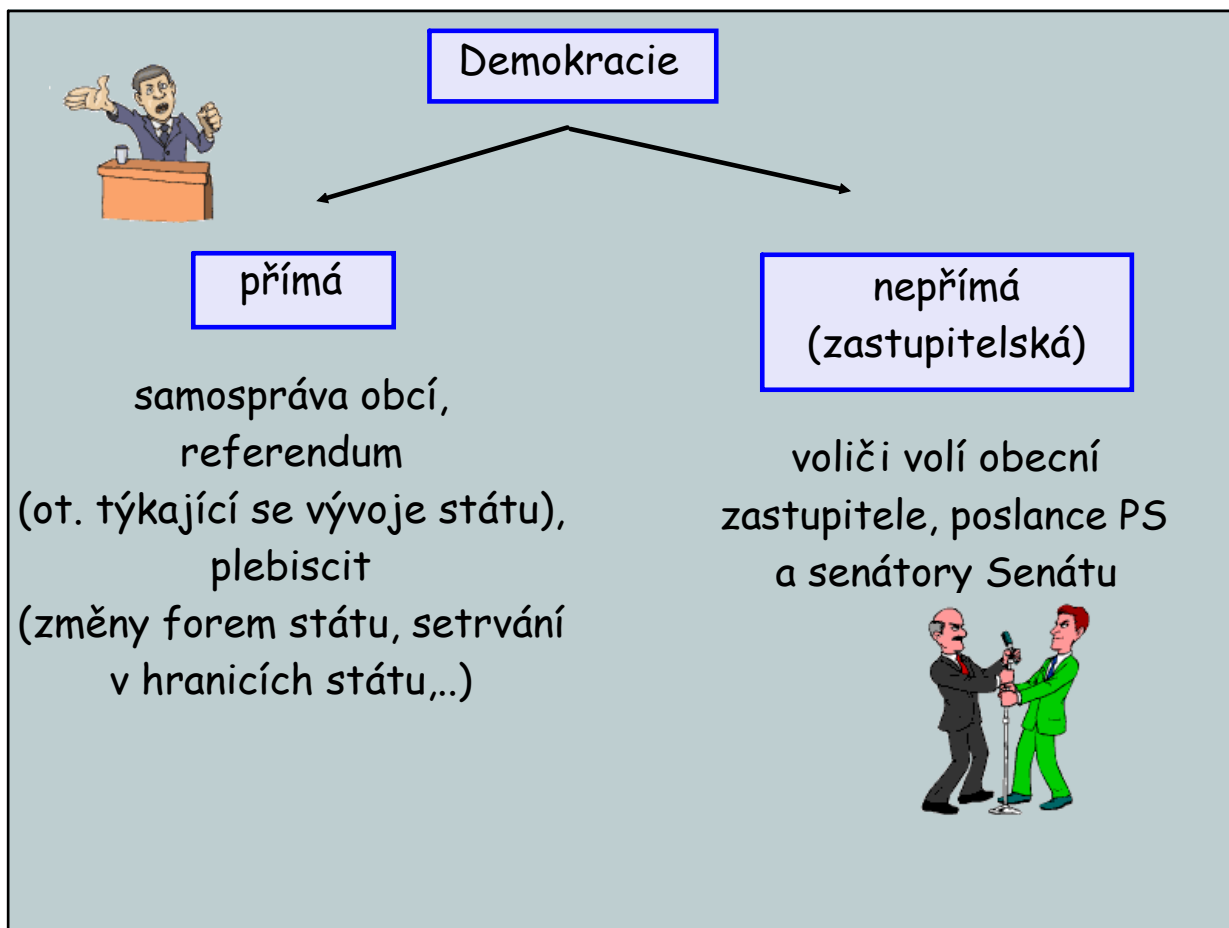 Demokracie
přímá
samospráva obcí,
referendum
(ot. týkající se vývoje státu),
plebiscit
(změny forem státu, setrvání
v hranicích státu,..)
nepřímá
(zastupitelská)
voliči volí obecní
zastupitele, poslance PS
a senátory Senátu